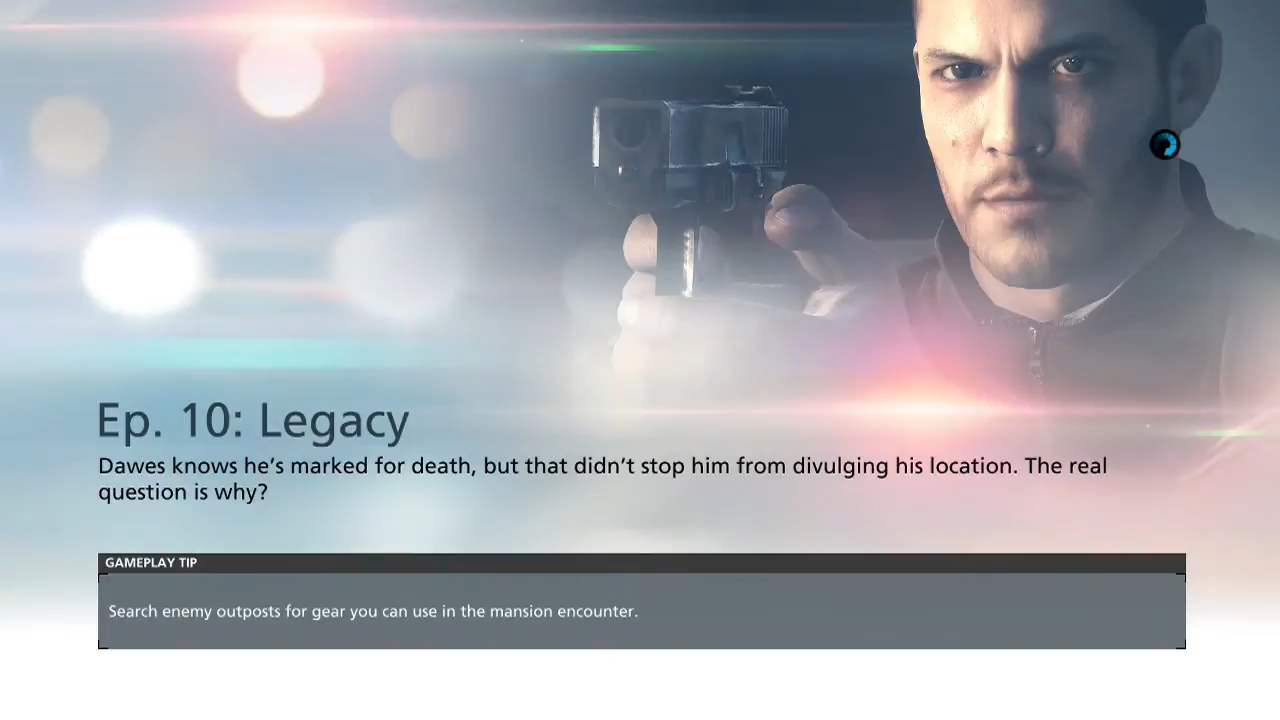 Ep. 10: Legacy
Dawes knows he’s marked for death, but that didn’t stop him from divulging his location. The real
question is why?
GAMEPLAY TIP
Search enemy outposts for gear you can use in the mansion encounter.